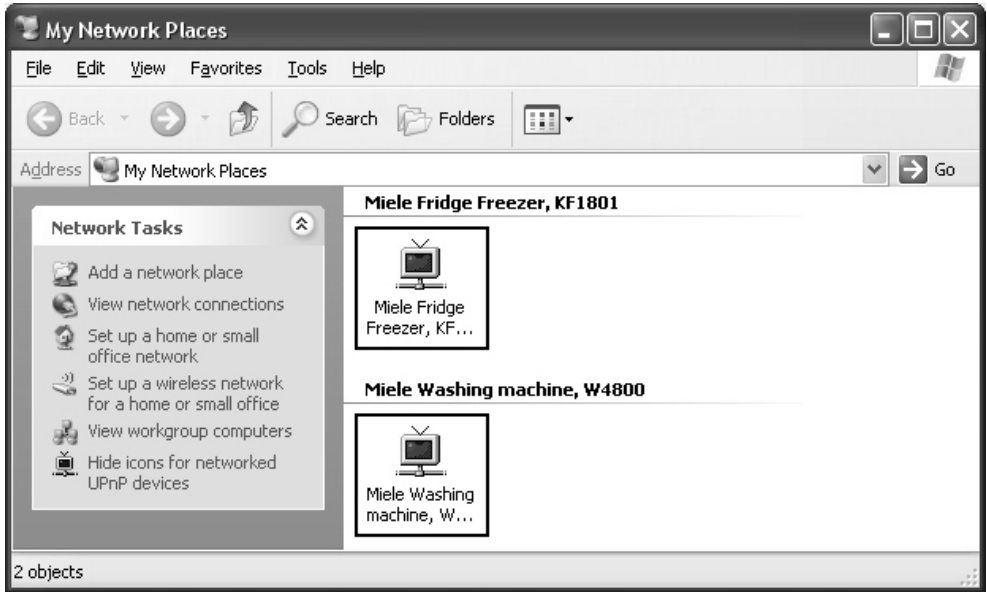 My Network Places
File Edit View Favorites Tools Help
Back Search Folders
Address My Network Places Go
Network Tasks
Add a network place
View network connections
Set up a home or small
office network
Set up a wireless network
for a home or small office
View workgroup computers
Hide icons for networked
UPnP devices
Miele Fridge Freezer, KF1801
Miele Fridge
Freezer, KF...
Miele Washing machine, W4800
Miele Washing
machine, W...
2 objects